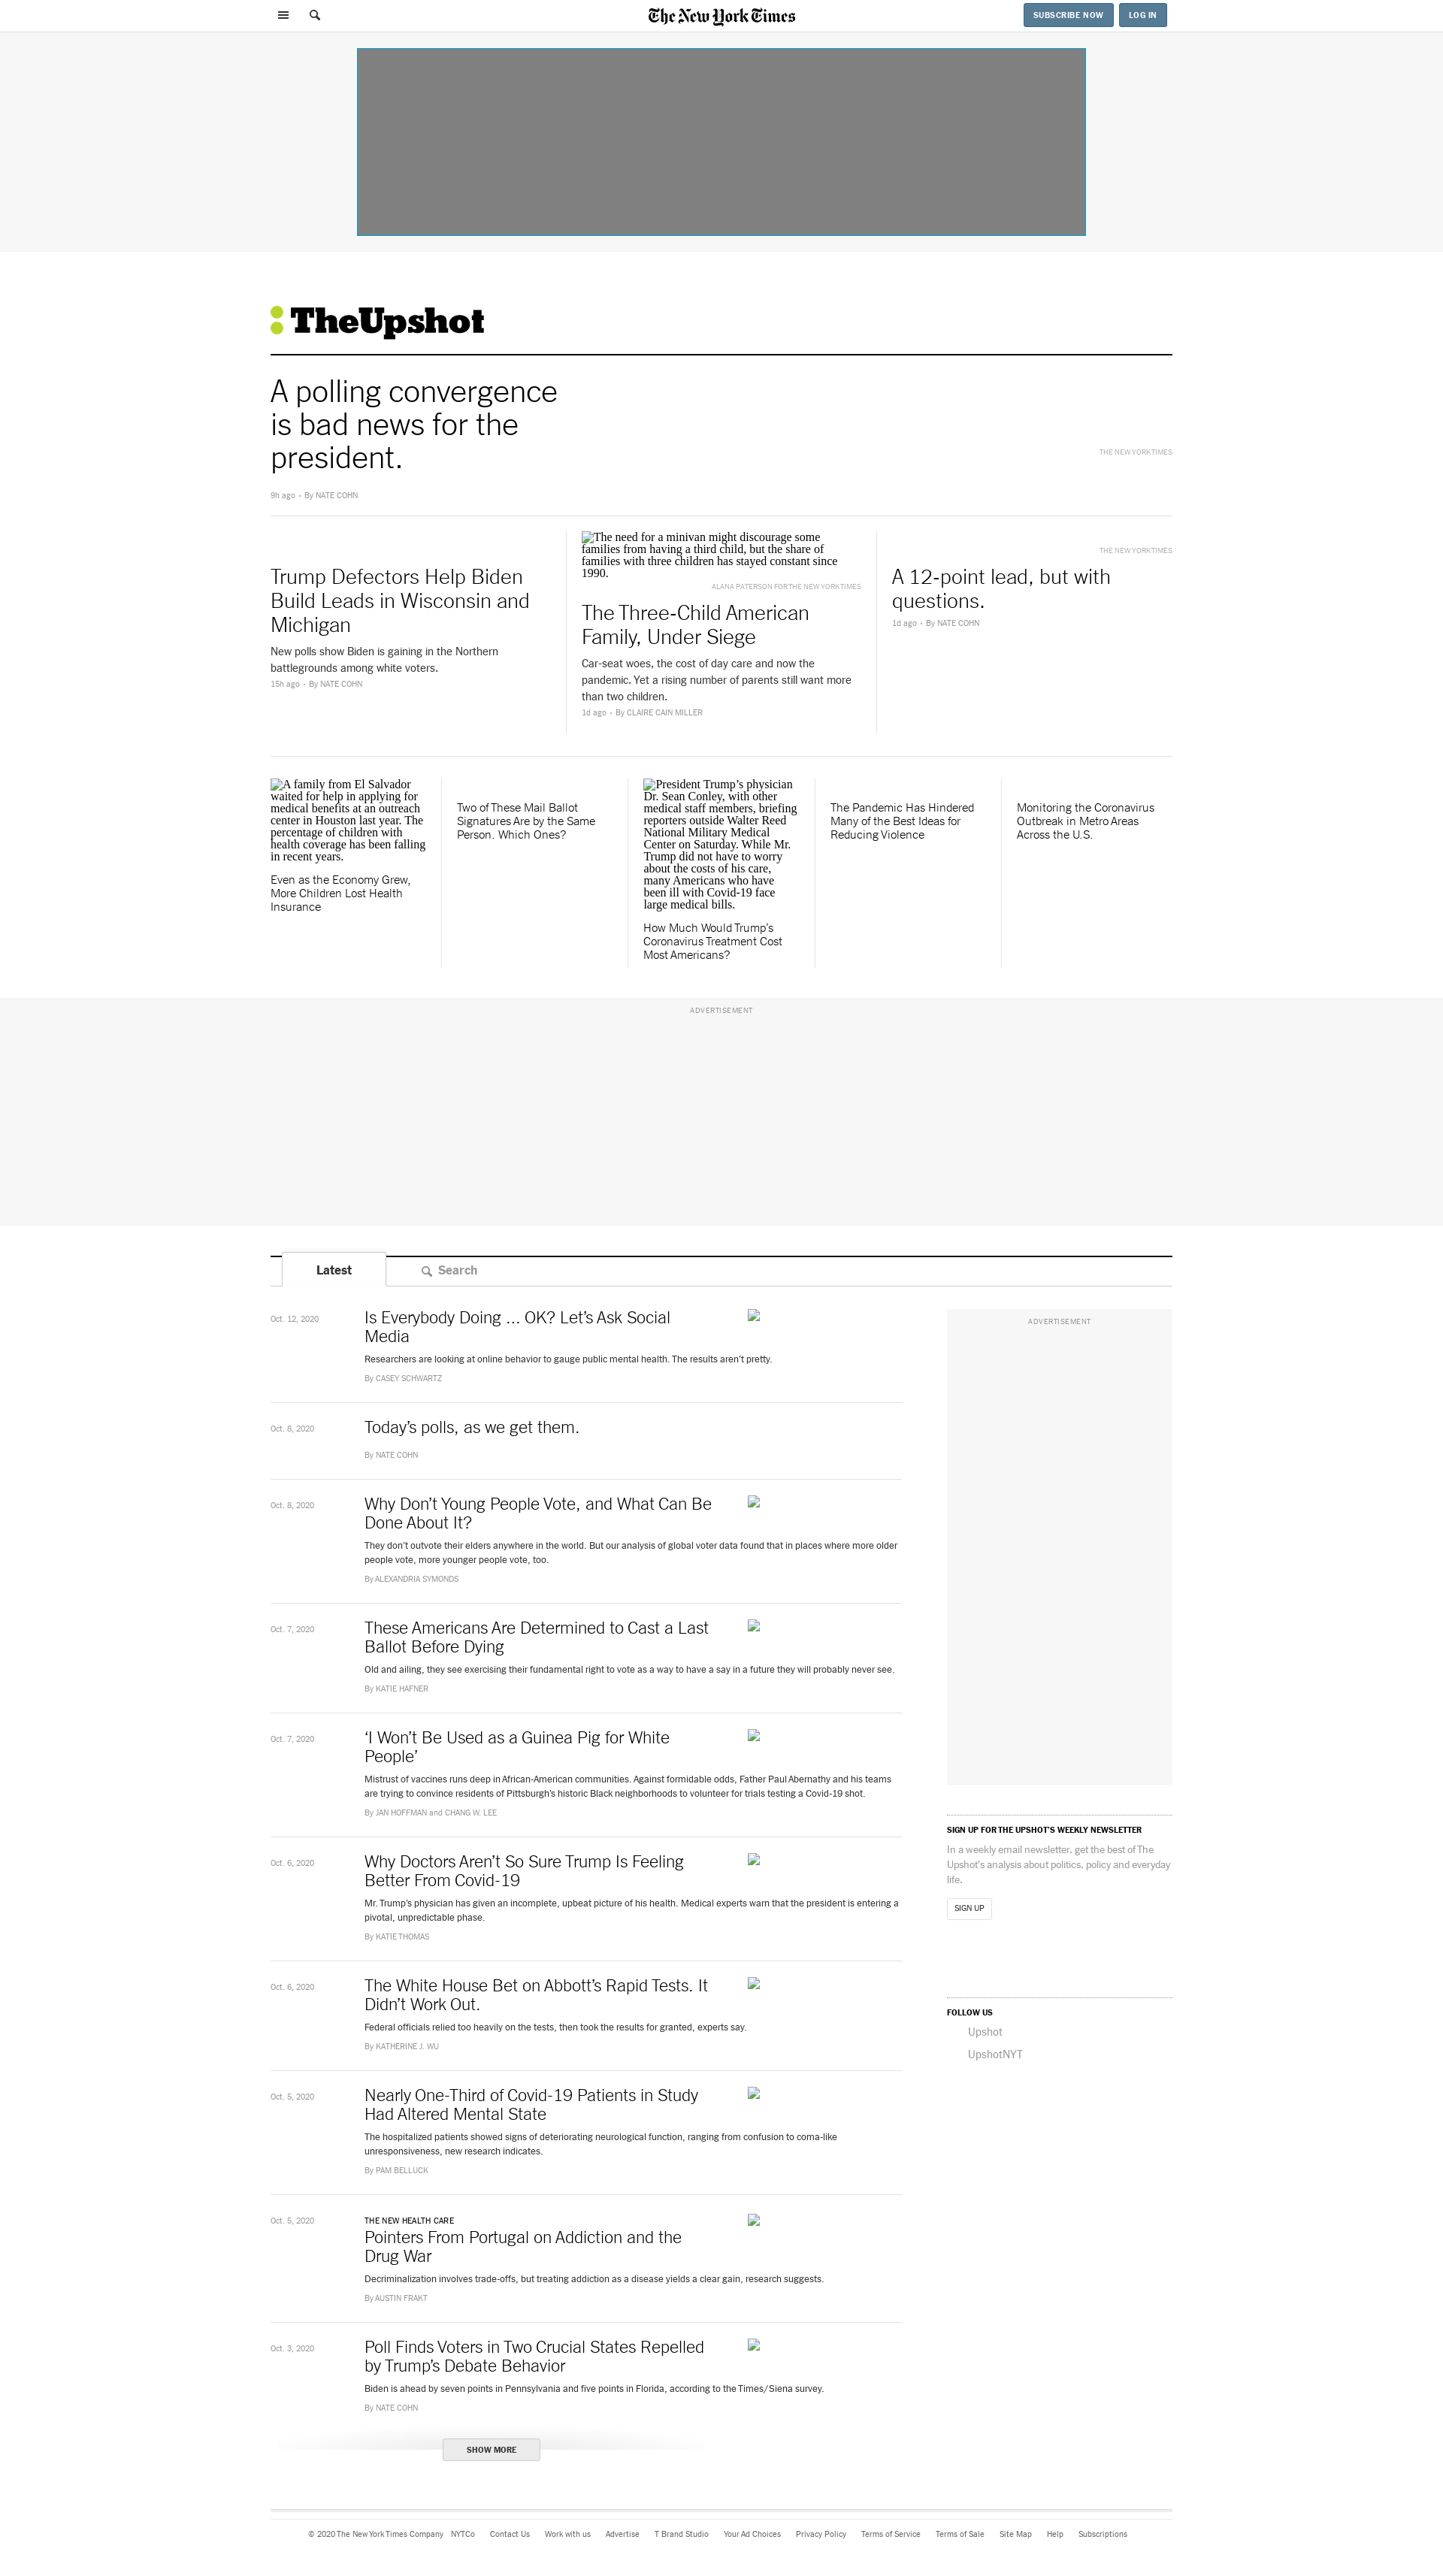 The New York Times
SUBSCRIBE NOW
LOG IN
TheUpshot
A polling convergence
is bad news for the
president.
THE NEW YORK TIMES
9h ago • By NATE COHN
Trump Defectors Help Biden
Build Leads in Wisconsin and
Michigan
New polls show Biden is gaining in the Northern
battlegrounds among white voters.
15h ago • By NATE COHN
The need for a minivan might discourage some
families from having a third child, but the share of
families with three children has stayed constant since
1990.
ALANA PATERSON FOR THE NEW YORK TIMES
The Three-Child American
Family, Under Siege
Car-seat woes, the cost of day care and now the
pandemic. Yet a rising number of parents still want more
than two children.
1d ago • By CLAIRE CAIN MILLER
THE NEW YORK TIMES
A 12-point lead, but with
questions.
1d ago • By NATE COHN
A family from El Salvador
waited for help in applying for
medical benefits at an outreach
center in Houston last year. The
percentage of children with
health coverage has been falling
in recent years.
Even as the Economy Grew,
More Children Lost Health
Insurance
Two of These Mail Ballot
Signatures Are by the Same
Person. Which Ones?
President Trump’s physician
Dr. Sean Conley, with other
medical staff members, briefing
reporters outside Walter Reed
National Military Medical
Center on Saturday. While Mr.
Trump did not have to worry
about the costs of his care,
many Americans who have
been ill with Covid-19 face
large medical bills.
How Much Would Trump’s
Coronavirus Treatment Cost
Most Americans?
The Pandemic Has Hindered
Many of the Best Ideas for
Reducing Violence
Monitoring the Coronavirus
Outbreak in Metro Areas
Across the U.S.
ADVERTISEMENT
Latest
Search
Oct. 12, 2020
Is Everybody Doing ... OK? Let’s Ask Social
Media
Researchers are looking at online behavior to gauge public mental health. The results aren’t pretty.
By CASEY SCHWARTZ
Oct. 8, 2020
Today’s polls, as we get them.
By NATE COHN
Oct. 8, 2020
Why Don’t Young People Vote, and What Can Be
Done About It?
They don’t outvote their elders anywhere in the world. But our analysis of global voter data found that in places where more older
people vote, more younger people vote, too.
By ALEXANDRIA SYMONDS
Oct. 7, 2020
These Americans Are Determined to Cast a Last
Ballot Before Dying
Old and ailing, they see exercising their fundamental right to vote as a way to have a say in a future they will probably never see.
By KATIE HAFNER
Oct. 7, 2020
‘I Won’t Be Used as a Guinea Pig for White
People’
Mistrust of vaccines runs deep in African-American communities. Against formidable odds, Father Paul Abernathy and his teams
are trying to convince residents of Pittsburgh’s historic Black neighborhoods to volunteer for trials testing a Covid-19 shot.
By JAN HOFFMAN and CHANG W. LEE
Oct. 6, 2020
Why Doctors Aren’t So Sure Trump Is Feeling
Better From Covid-19
Mr. Trump’s physician has given an incomplete, upbeat picture of his health. Medical experts warn that the president is entering a
pivotal, unpredictable phase.
By KATIE THOMAS
Oct. 6, 2020
The White House Bet on Abbott’s Rapid Tests. It
Didn’t Work Out.
Federal officials relied too heavily on the tests, then took the results for granted, experts say.
By KATHERINE J. WU
Oct. 5, 2020
Nearly One-Third of Covid-19 Patients in Study
Had Altered Mental State
The hospitalized patients showed signs of deteriorating neurological function, ranging from confusion to coma-like
unresponsiveness, new research indicates.
By PAM BELLUCK
Oct. 5, 2020
THE NEW HEALTH CARE
Pointers From Portugal on Addiction and the
Drug War
Decriminalization involves trade-offs, but treating addiction as a disease yields a clear gain, research suggests.
By AUSTIN FRAKT
Oct. 3, 2020
Poll Finds Voters in Two Crucial States Repelled
by Trump’s Debate Behavior
Biden is ahead by seven points in Pennsylvania and five points in Florida, according to the Times/Siena survey.
By NATE COHN
SHOW MORE
ADVERTISEMENT
SIGN UP FOR THE UPSHOT’S WEEKLY NEWSLETTER
In a weekly email newsletter, get the best of The
Upshot’s analysis about politics, policy and everyday
life.
SIGN UP
FOLLOW US
Upshot
UpshotNYT
© 2020 The New York Times Company NYTCo Contact Us Work with us Advertise T Brand Studio Your Ad Choices Privacy Policy Terms of Service Terms of Sale Site Map Help Subscriptions